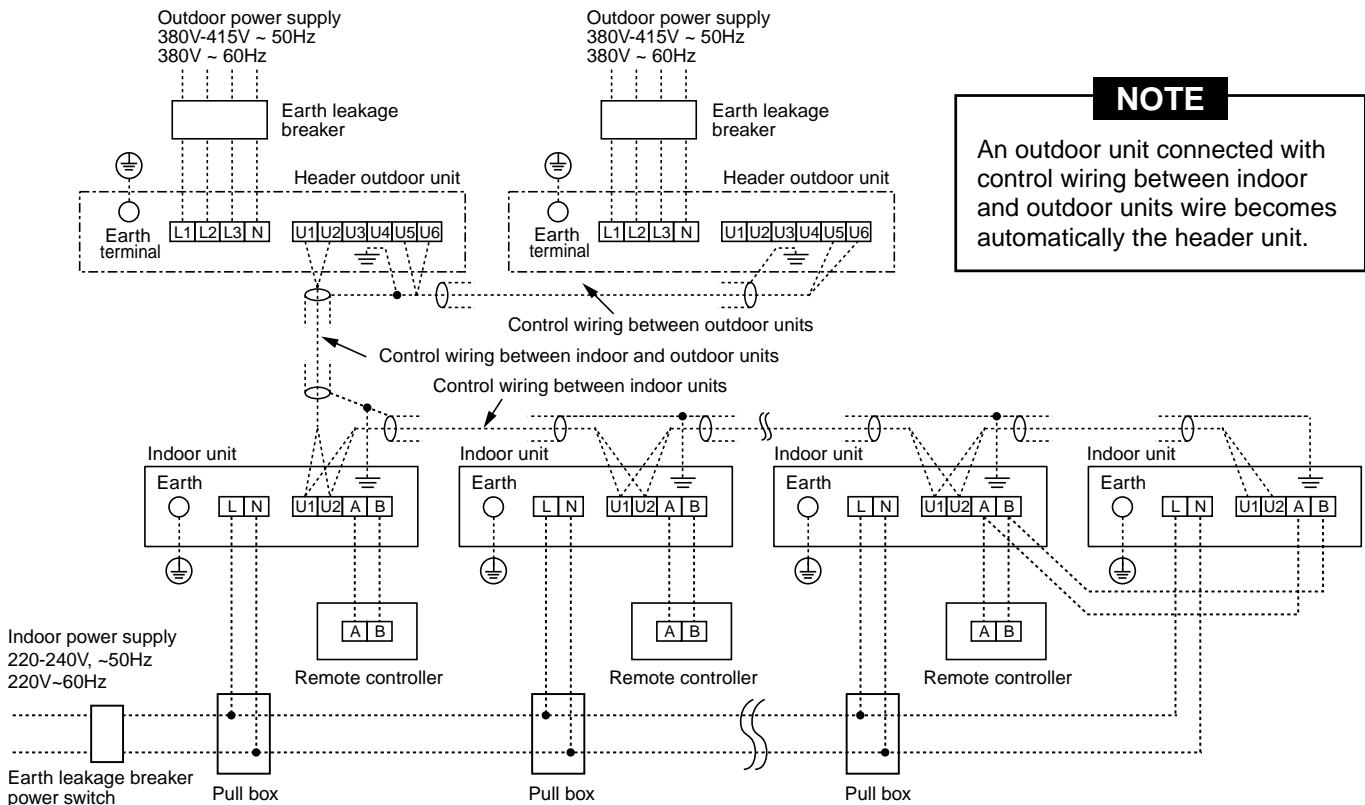 Outdoor power supply
380V-415V ~ 50Hz
380V ~ 60Hz
Outdoor power supply
380V-415V ~ 50Hz
380V ~ 60Hz
Earth leakage
breaker
Earth leakage
breaker
NOTE
An outdoor unit connected with
control wiring between indoor
and outdoor units wire becomes
automatically the header unit.
Header outdoor unit
Header outdoor unit
Earth
terminal
L1 L2 L3 N
U1 U2 U3 U4 U5 U6
Earth
terminal
L1 L2 L3 N
U1 U2 U3 U4 U5 U6
Control wiring between outdoor units
Control wiring between indoor and outdoor units
Control wiring between indoor units
Indoor unit
Indoor unit
Indoor unit
Indoor unit
Earth
L N
U1 U2 A B
Earth
L N
U1 U2 A B
Earth
L N
U1 U2 A B
Earth
L N
U1 U2 A B
A B
A B
A B
Remote controller
Remote controller
Remote controller
Indoor power supply
220-240V, ~50Hz
220V~60Hz
Earth leakage breaker
power switch
Pull box
Pull box
Pull box